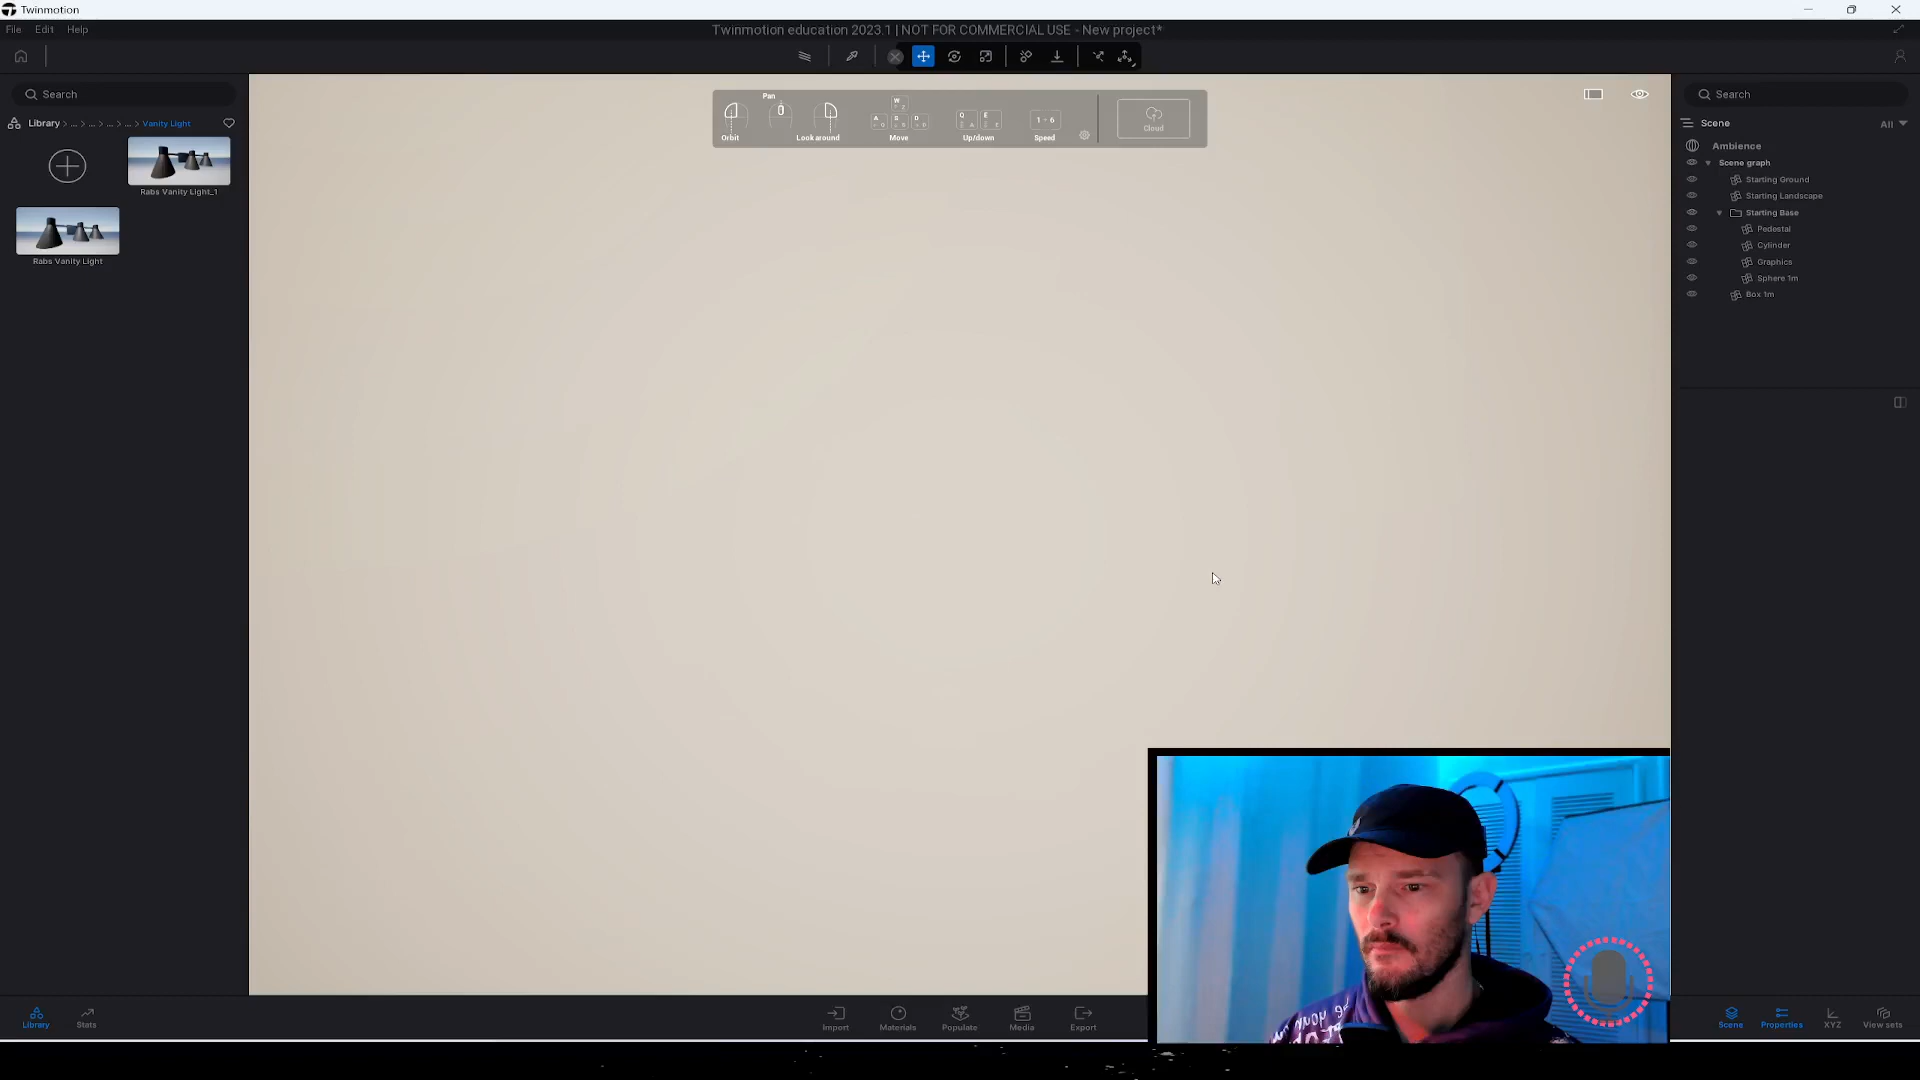 Twinmotion
File Edit Help
Twinmotion education 2023.1 | NOT FOR COMMERCIAL USE - New project*
Search
Library > ... > ... > ... > ... > Vanity Light
Rabs Vanity Light_1
Rabs Vanity Light
Pan
Orbit
Look around
W
Z
A S D
Move
Q E
Up/down
1 - 6
Speed
Cloud
Search
Scene
All
Ambience
Scene graph
Starting Ground
Starting Landscape
Starting Base
Pedestal
Cylinder
Graphics
Sphere 1m
Box 1m
Library Stats
Import Materials Populate Media Export
Scene Properties XYZ View sets